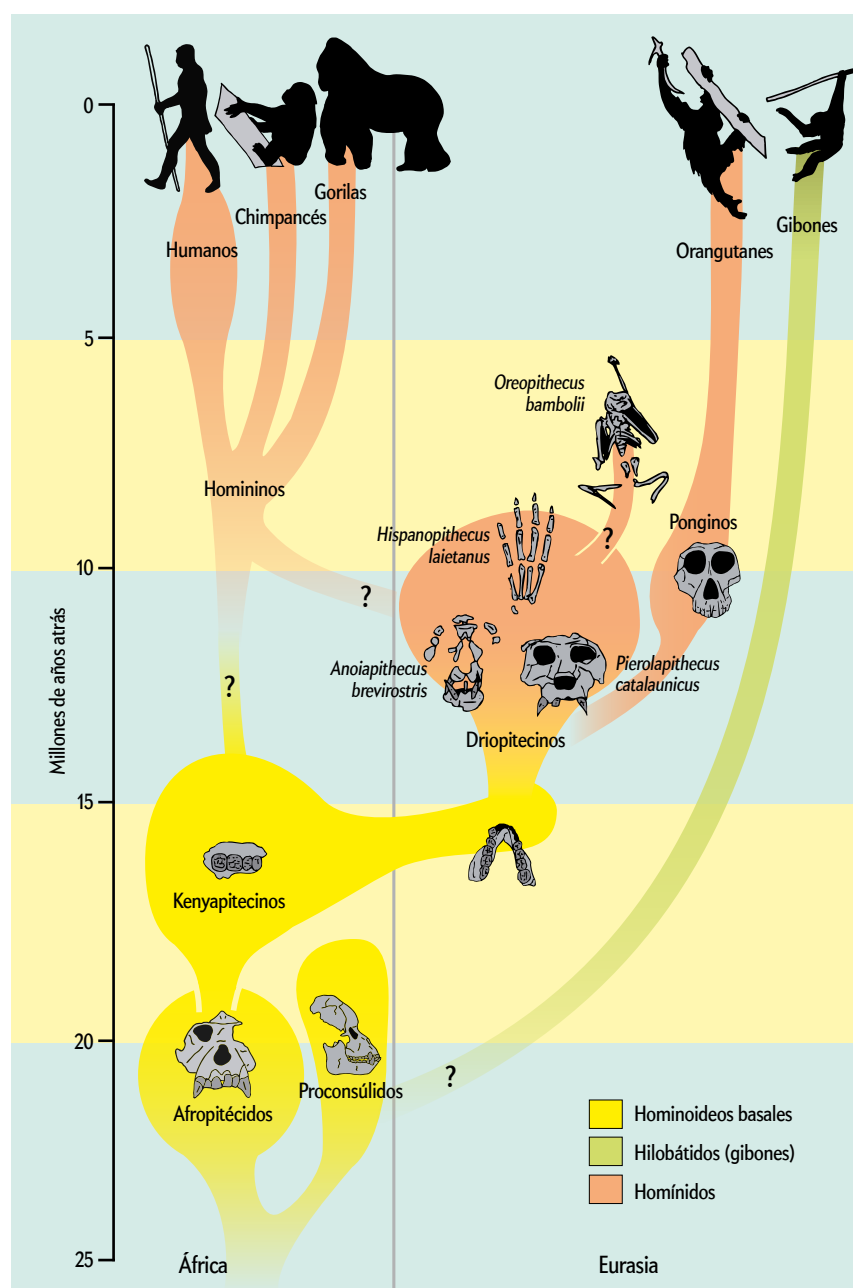 0
Humanos
Chimpancés
Gorilas
Orangutanes
Gibones
5
Oreopithecus
bambolii
Homininos
Hispanopithecus
laietanus
?
Ponginos
10
?
Anoiapithecus
brevirostris
Pierolapithecus
catalaunicus
?
Driopitecinos
Millones de años atrás
15
Kenyapitecinos
20
?
Afropitécidos
Proconsúlidos
Hominoideos basales
Hilobátidos (gibones)
Homínidos
25
África
Eurasia